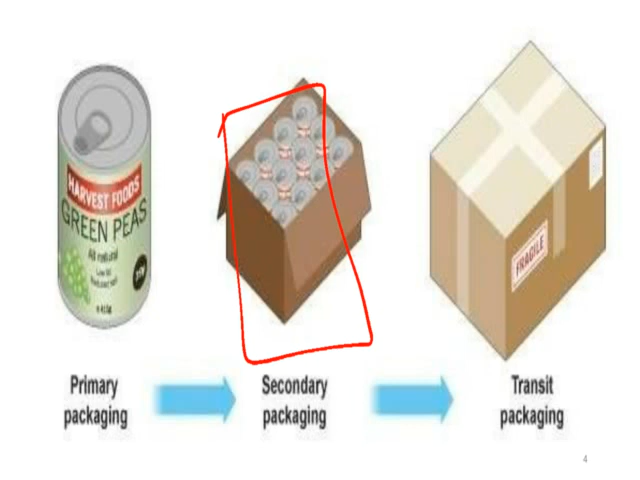 HARVEST FOODS
GREEN PEAS
All natural
FRAGILE
Primary
packaging
Secondary
packaging
Transit
packaging
4